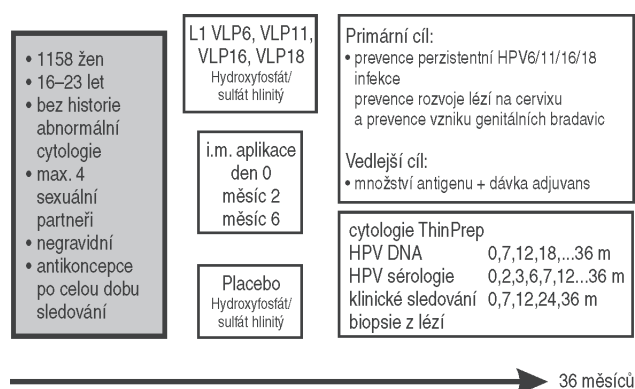 • 1158 žen
• 16–23 let
• bez historie
abnormální
cytologie
• max. 4
sexuální
partneři
• negravidní
• antikoncepce
po celou dobu
sledování
L1 VLP6, VLP11,
VLP16, VLP18
Hydroxyfosfát/
sulfát hlinitý
i.m. aplikace
den 0
měsíc 2
měsíc 6
Placebo
Hydroxyfosfát/
sulfát hlinitý
Primární cíl:
• prevence perzistentní HPV6/11/16/18
infekce
prevence rozvoje lézí na cervixu
a prevence vzniku genitálních bradavic
Vedlejší cíl:
• množství antigenu + dávka adjuvans
cytologie ThinPrep
HPV DNA 0,7,12,18,...36 m
HPV sérologie 0,2,3,6,7,12...36 m
klinické sledování 0,7,12,24,36 m
biopsie z lézí
36 měsíců